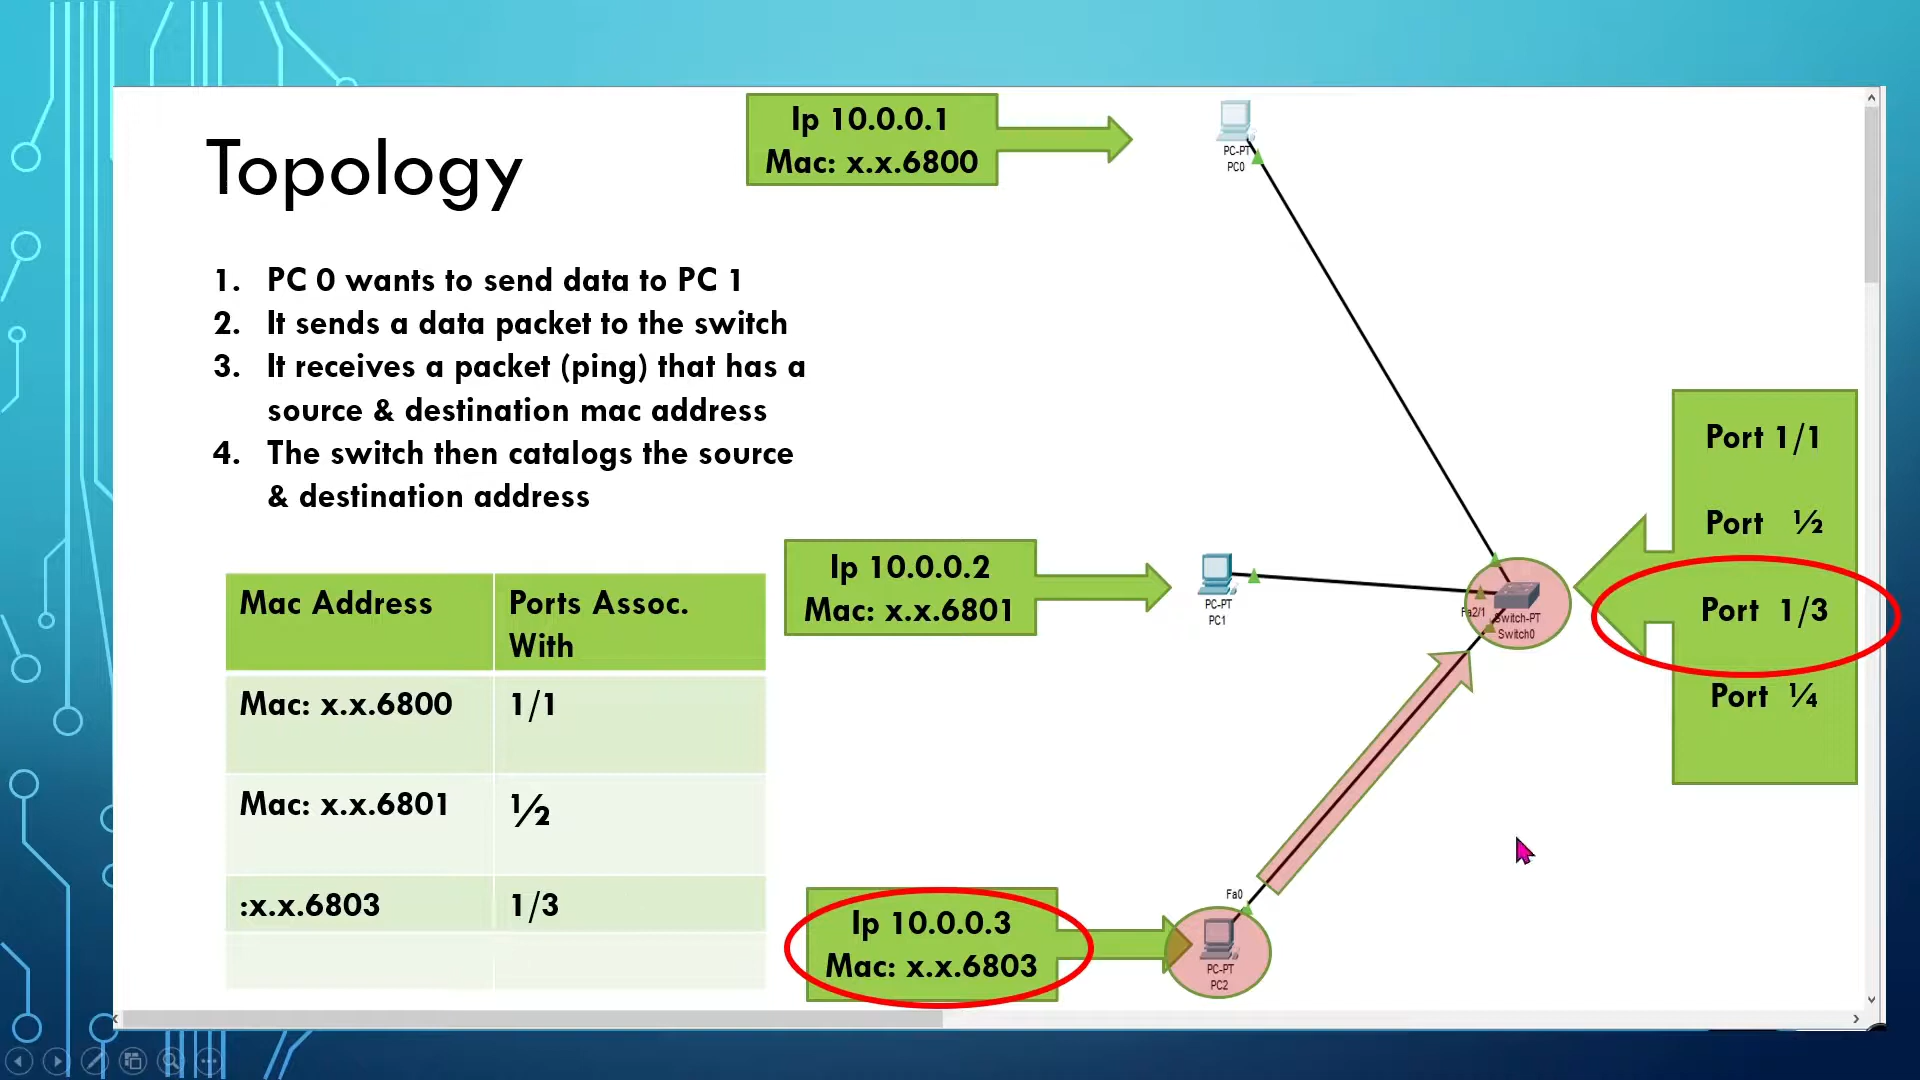 Topology
Ip 10.0.0.1
Mac: x.x.6800
PC-PT
PC0
1. PC 0 wants to send data to PC 1
2. It sends a data packet to the switch
3. It receives a packet (ping) that has a
source & destination mac address
4. The switch then catalogs the source
& destination address
Port 1/1
Port ½
Port 1/3
Port ¼
Ip 10.0.0.2
Mac: x.x.6801
PC-PT
PC1
Fa2/1
Switch-PT
Switch0
Mac Address
Ports Assoc.
With
Mac: x.x.6800
1/1
Mac: x.x.6801
½
:x.x.6803
1/3
Ip 10.0.0.3
Mac: x.x.6803
Fa0
PC-PT
PC2